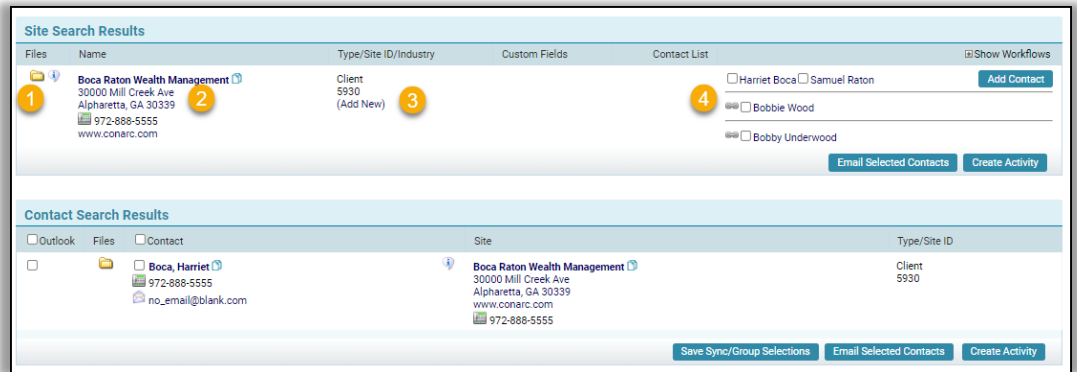 Site Search Results
Files Name Type/Site ID/Industry Custom Fields Contact List Show Workflows
Boca Raton Wealth Management Client Harriet Boca Samuel Raton Add Contact
1 30000 Mill Creek Ave 2 5930 3 4
Alpharetta, GA 30339 (Add New) Bobbie Wood
972-888-5555
www.conarc.com Bobby Underwood
Email Selected Contacts Create Activity
Contact Search Results
Outlook Files Contact Site Type/Site ID
Boca, Harriet Boca Raton Wealth Management Client
972-888-5555 30000 Mill Creek Ave 5930
no_email@blank.com Alpharetta, GA 30339
www.conarc.com
972-888-5555
Save Sync/Group Selections Email Selected Contacts Create Activity